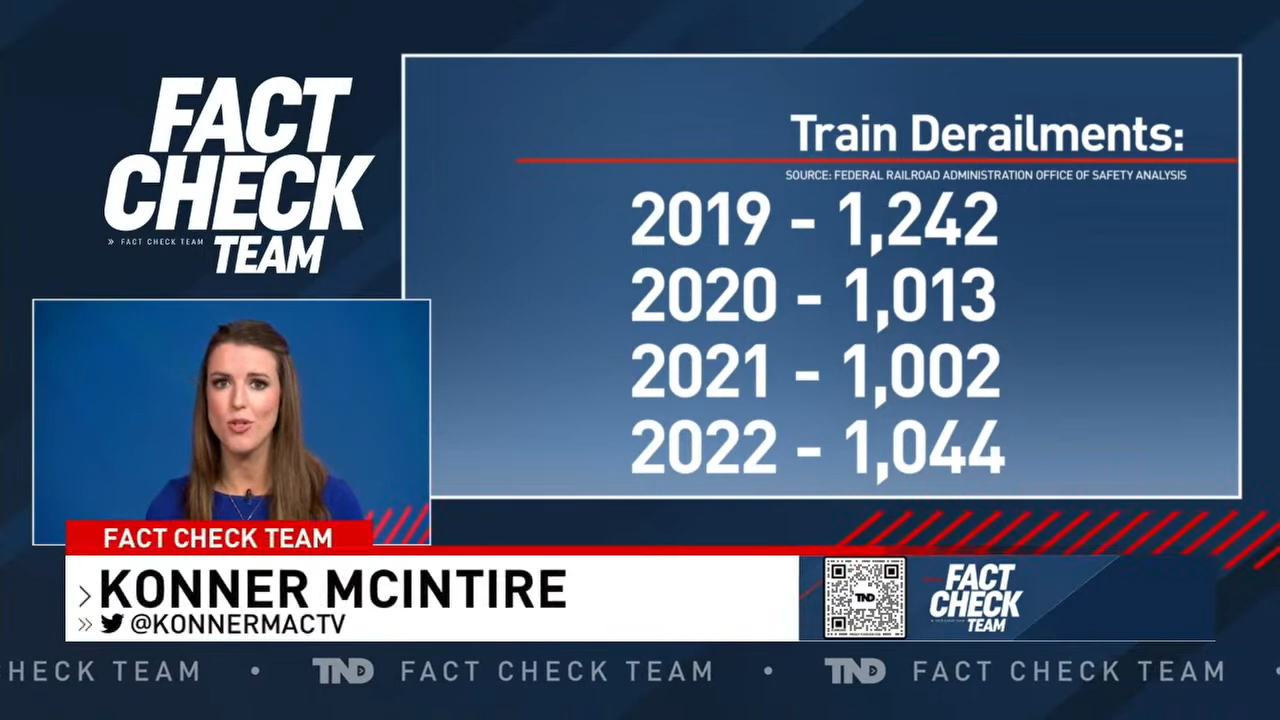 FACT
CHECK
» FACT CHECK TEAM
TEAM
Train Derailments:
SOURCE: FEDERAL RAILROAD ADMINISTRATION OFFICE OF SAFETY ANALYSIS
2019 - 1,242
2020 - 1,013
2021 - 1,002
2022 - 1,044
FACT CHECK TEAM
KONNER MCINTIRE
@KONNERMACTV
TND
FACT
CHECK
TEAM
HECK TEAM • TND FACT CHECK TEAM • TND FACT CHECK TEAM